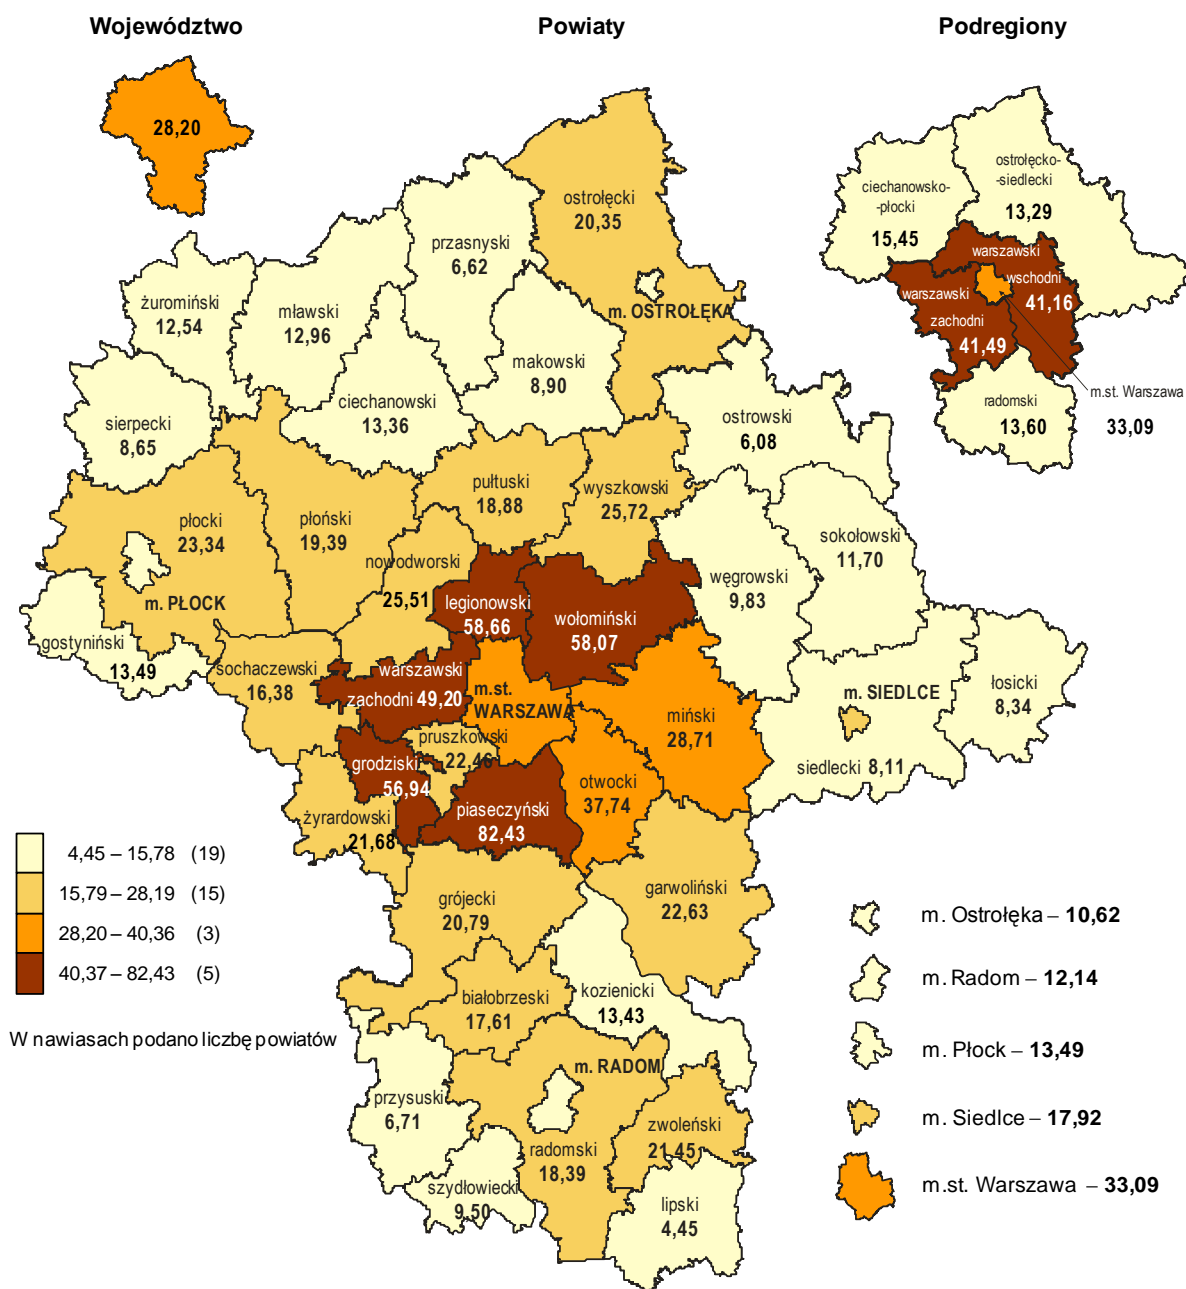 Województwo
Powiaty
Podregiony
28,20
ostrołęcki
20,35
przasnyski
6,62
żuromiński
12,54
mławski
12,96
m. OSTROŁĘKA
makowski
8,90
ciechanowski
13,36
sierpecki
8,65
ostrowski
6,08
pułtuski
18,88
wyszkowski
25,72
płocki
23,34
płoński
19,39
nowodworski
25,51
sokołowski
11,70
węgrowski
9,83
legionowski
58,66
wołomiński
58,07
m. PŁOCK
gostyniński
13,49
sochaczewski
16,38
warszawski
zachodni 49,20
m.st.
WARSZAWA
m. SIEDLCE
łosicki
8,34
miński
28,71
pruszkowski
22,46
grodziski
56,94
siedlecki 8,11
otwocki
37,74
piaseczyński
82,43
żyrardowski
21,68
garwoliński
22,63
grójecki
20,79
białobrzeski
17,61
kozienicki
13,43
m. RADOM
przysuski
6,71
zwoleński
21,45
radomski
18,39
szydłowiecki
9,50
lipski
4,45
ostrołęcko-
-siedlecki
13,29
ciechanowsko-
-płocki
15,45
warszawski
wschodni
41,16
warszawski
zachodni
41,49
m.st. Warszawa
33,09
radomski
13,60
4,45 – 15,78 (19)
15,79 – 28,19 (15)
28,20 – 40,36 (3)
40,37 – 82,43 (5)
W nawiasach podano liczbę powiatów
m. Ostrołęka – 10,62
m. Radom – 12,14
m. Płock – 13,49
m. Siedlce – 17,92
m.st. Warszawa – 33,09